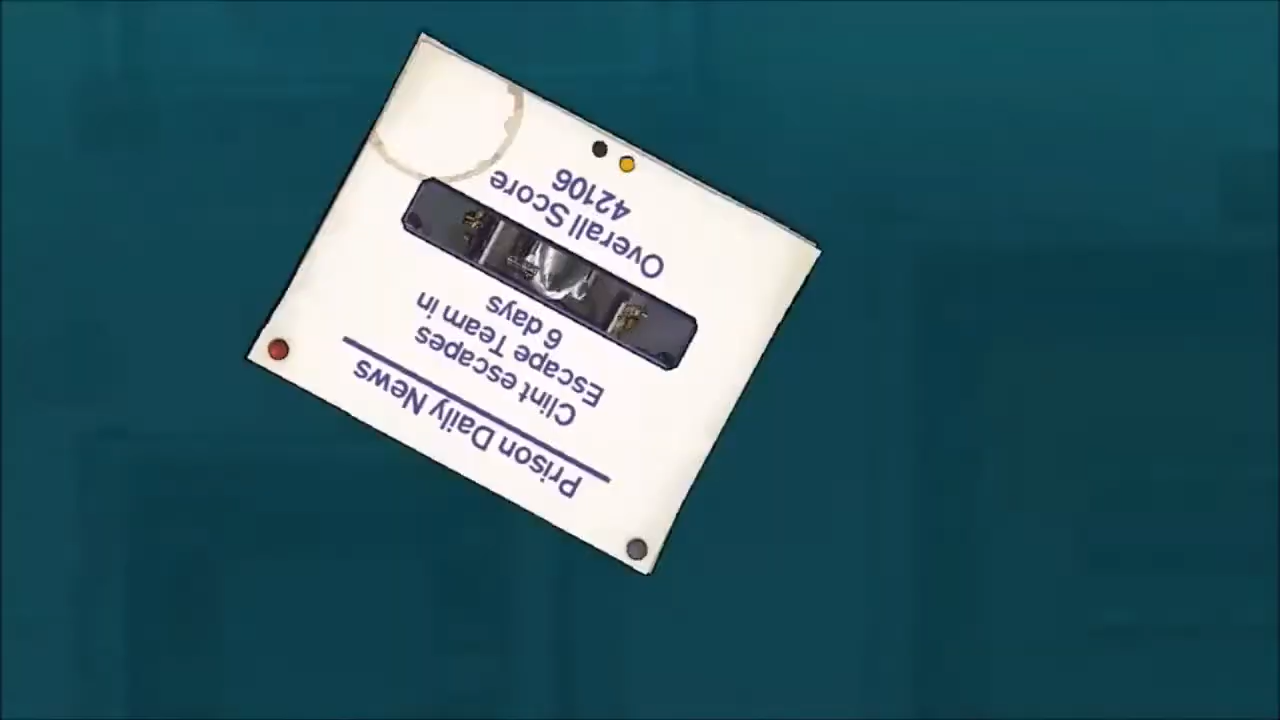 Prison Daily News
Clint escapes
Escape Team in
6 days
Overall Score
42106